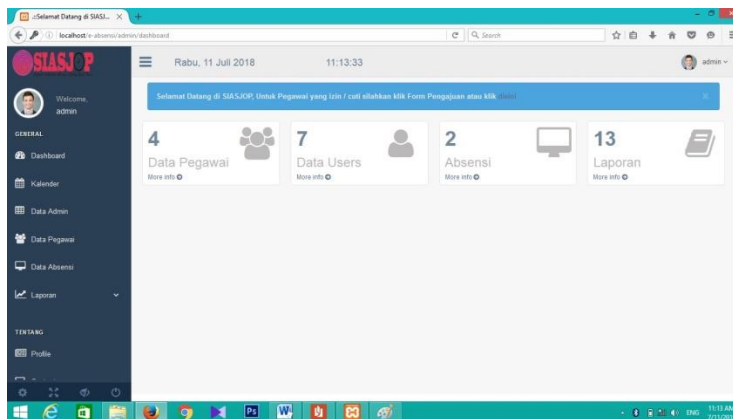 ..:Selamat Datang di SIASJ...
localhost/e-absensi/admin/dashboard
Search
SIASJOP
Rabu, 11 Juli 2018
11:13:33
admin
Welcome,
admin
Selamat Datang di SIASJOP, Untuk Pegawai yang Izin / cuti silahkan klik Form Pengajuan atau klik disini
GENERAL
Dashboard
Kalender
Data Admin
Data Pegawai
Data Absensi
Laporan
TENTANG
Profile
4
Data Pegawai
More info
7
Data Users
More info
2
Absensi
More info
13
Laporan
More info
Ps
ENG
11:13 AM